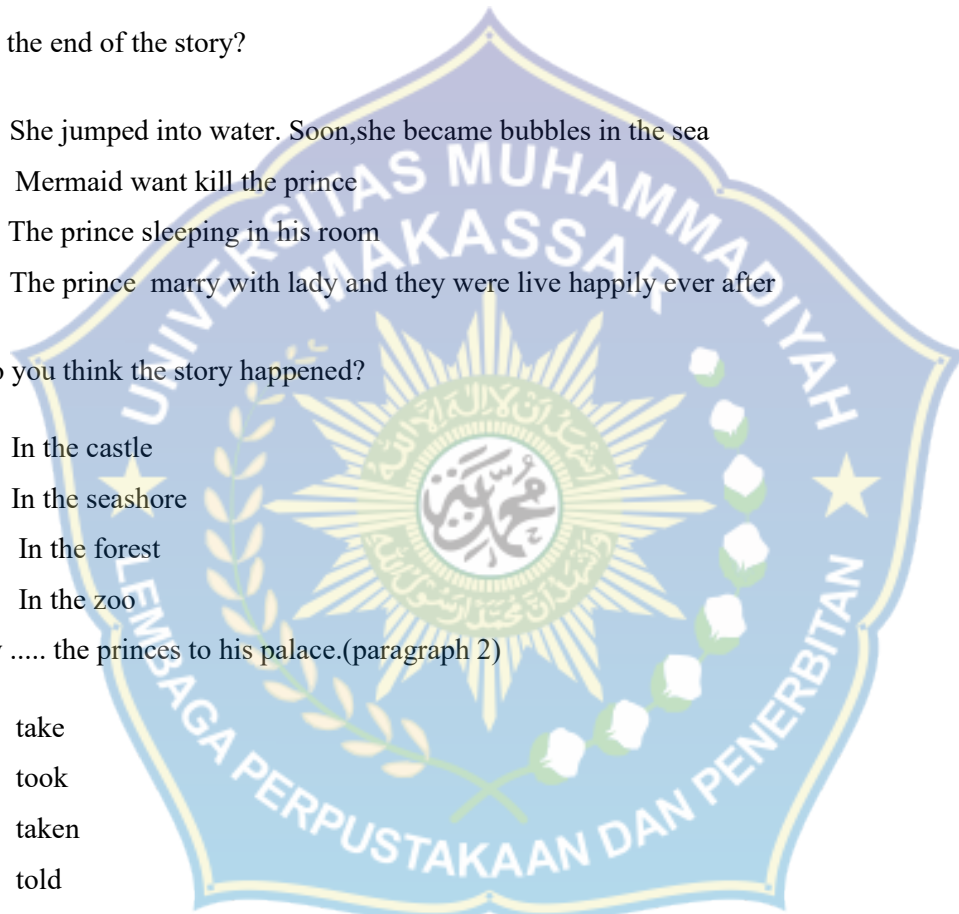 the end of the story?
She jumped into water. Soon,she became bubbles in the sea
Mermaid want kill the prince
The prince sleeping in his room
The prince marry with lady and they were live happily ever after
you think the story happened?
In the castle
In the seashore
In the forest
In the zoo
..... the princes to his palace.(paragraph 2)
take
took
taken
told
UNIVERSITAS MUHAMMADIYAH
MAKASSAR
LEMBAGA PERPUSTAKAAN DAN PENERBITAN